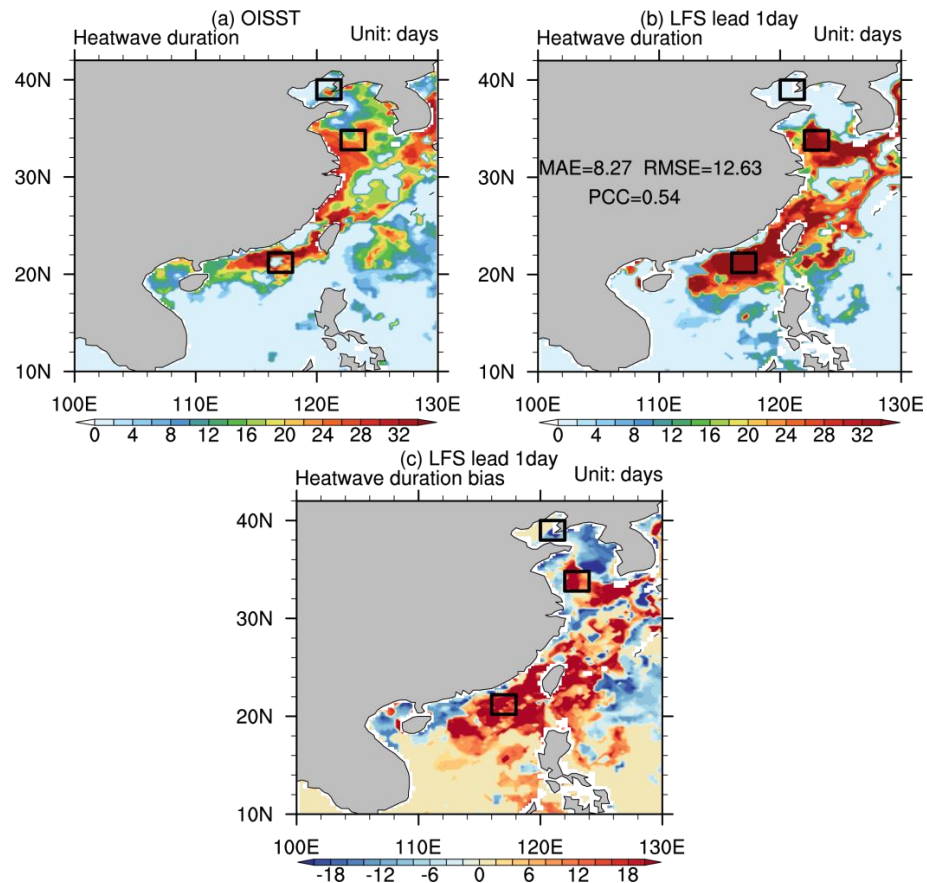 (a) OISST
Heatwave duration Unit: days
40N
30N
20N
10N
100E 110E 120E 130E
0 4 8 12 16 20 24 28 32
(b) LFS lead 1day
Heatwave duration Unit: days
40N
30N
20N
10N
MAE=8.27 RMSE=12.63
PCC=0.54
100E 110E 120E 130E
0 4 8 12 16 20 24 28 32
(c) LFS lead 1day
Heatwave duration bias Unit: days
40N
30N
20N
10N
100E 110E 120E 130E
-18 -12 -6 0 6 12 18